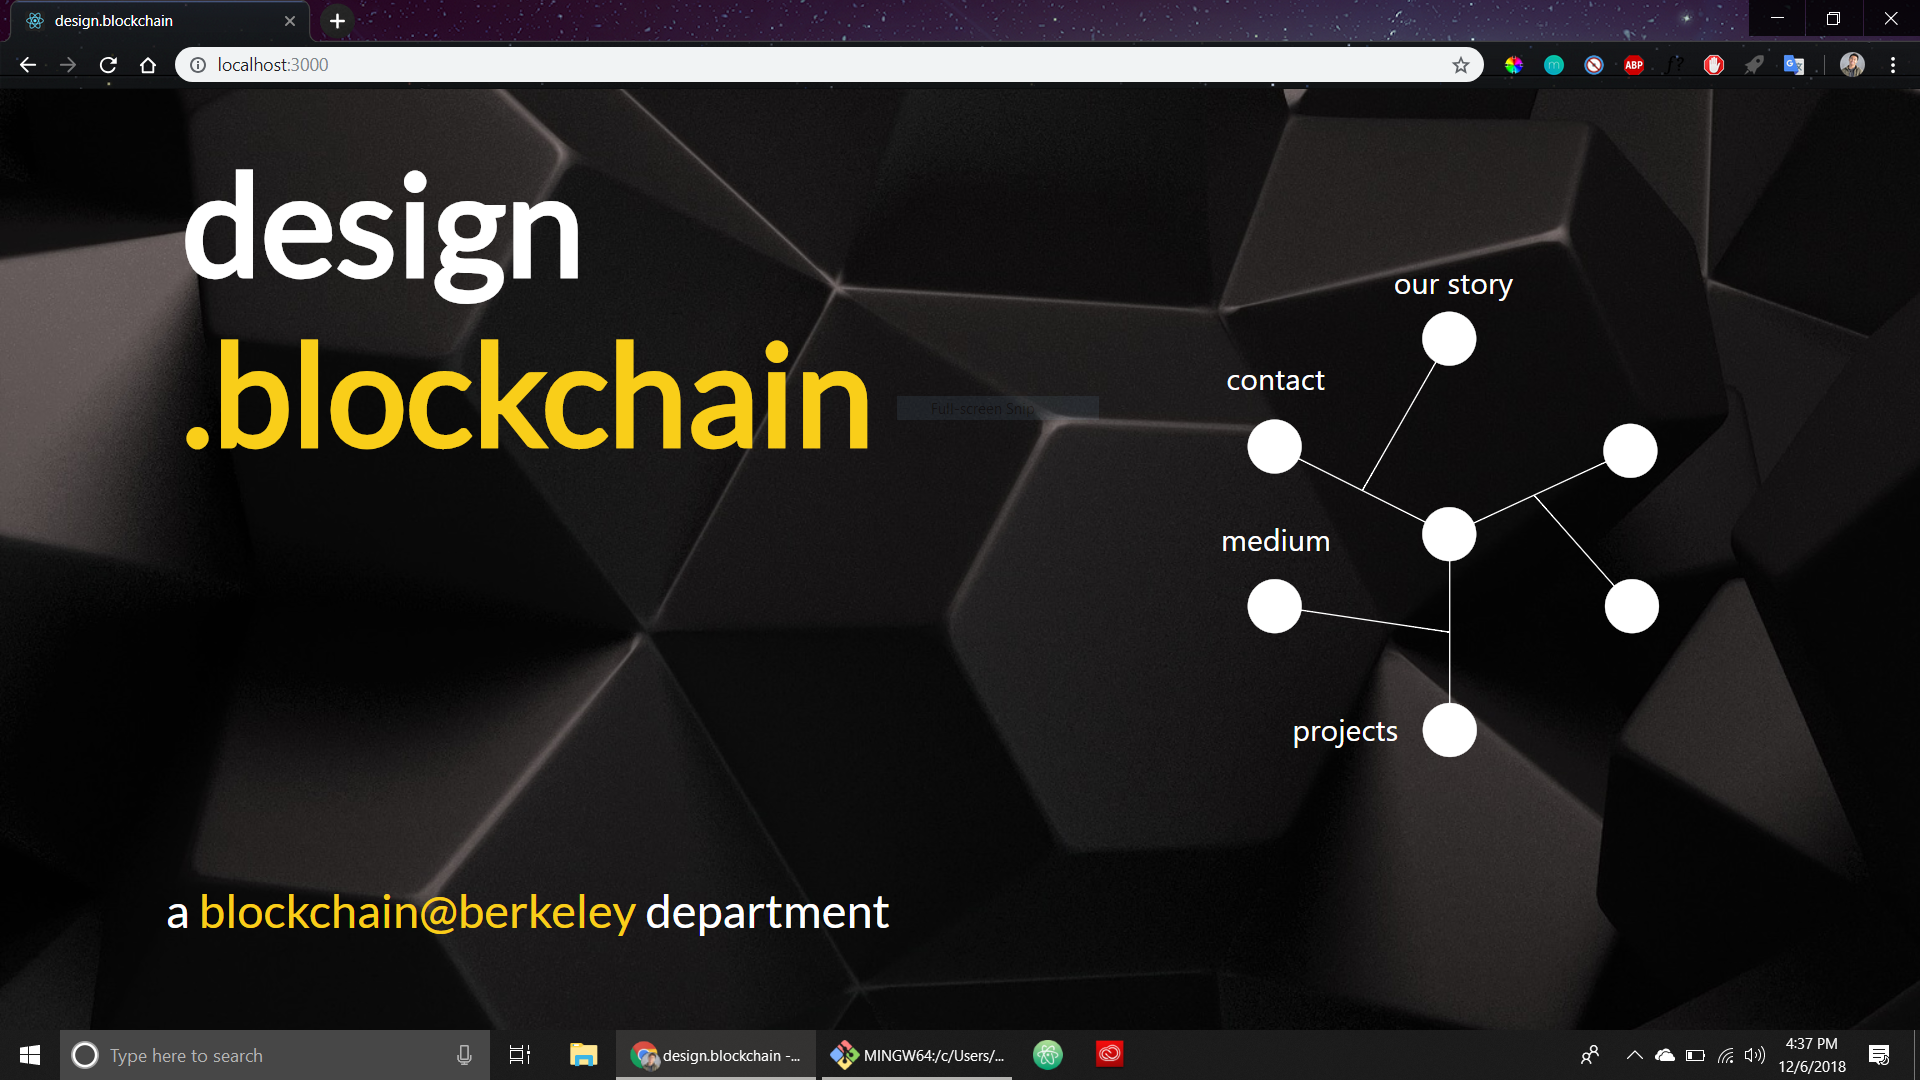 design.blockchain
localhost:3000
ABP
design
.blockchain
our story
contact
Full-screen Snip
medium
projects
a blockchain@berkeley department
Type here to search
design.blockchain -...
MINGW64:/c/Users/...
4:37 PM
12/6/2018